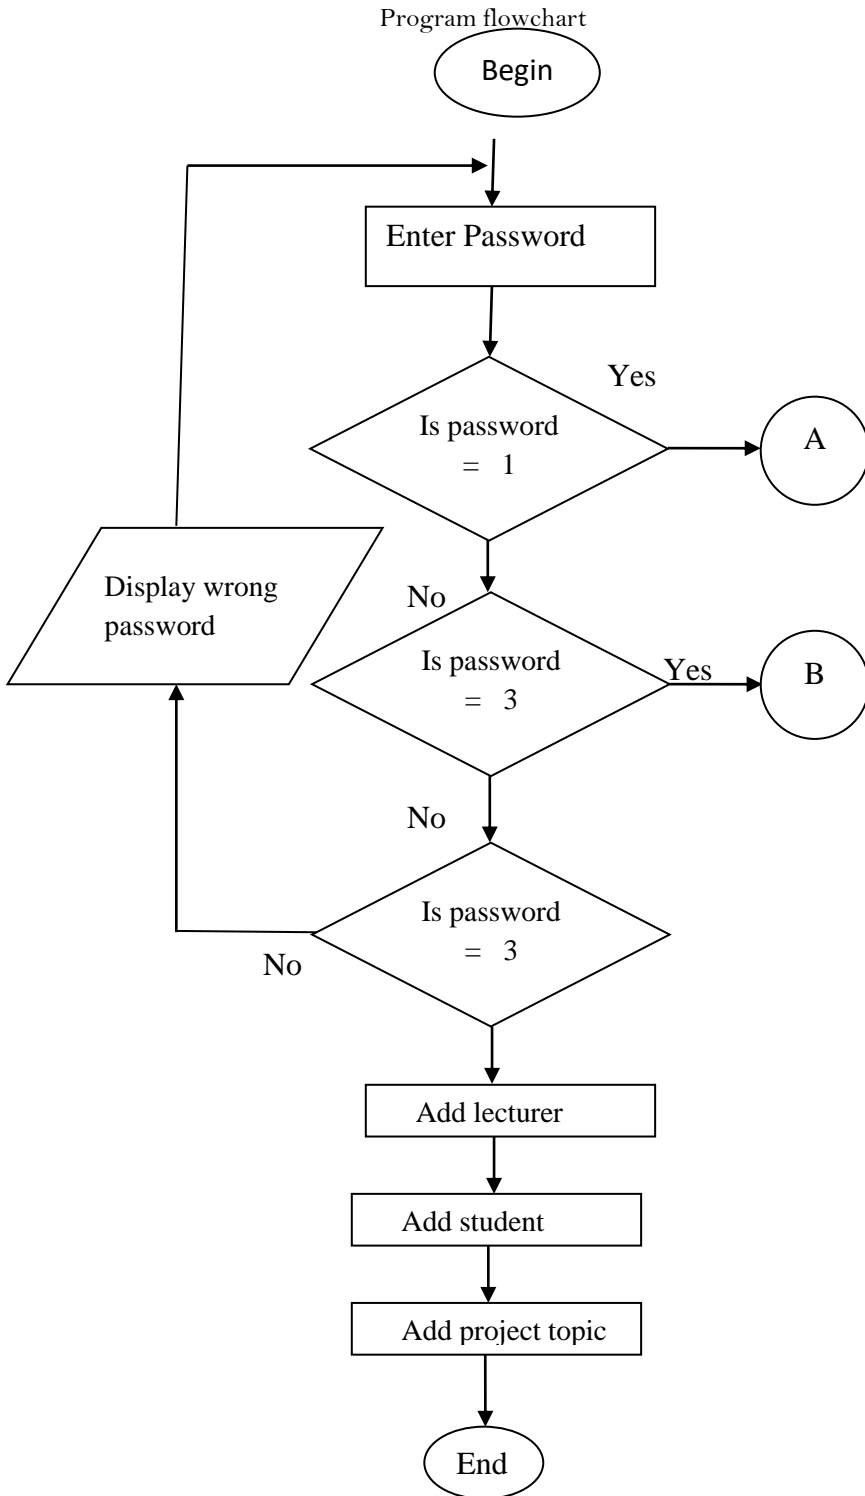 Program flowchart
Begin
Enter Password
Yes
Is password
= 1
A
No
Display wrong
password
Is password
= 3
Yes
B
No
Is password
= 3
No
Add lecturer
Add student
Add project topic
End